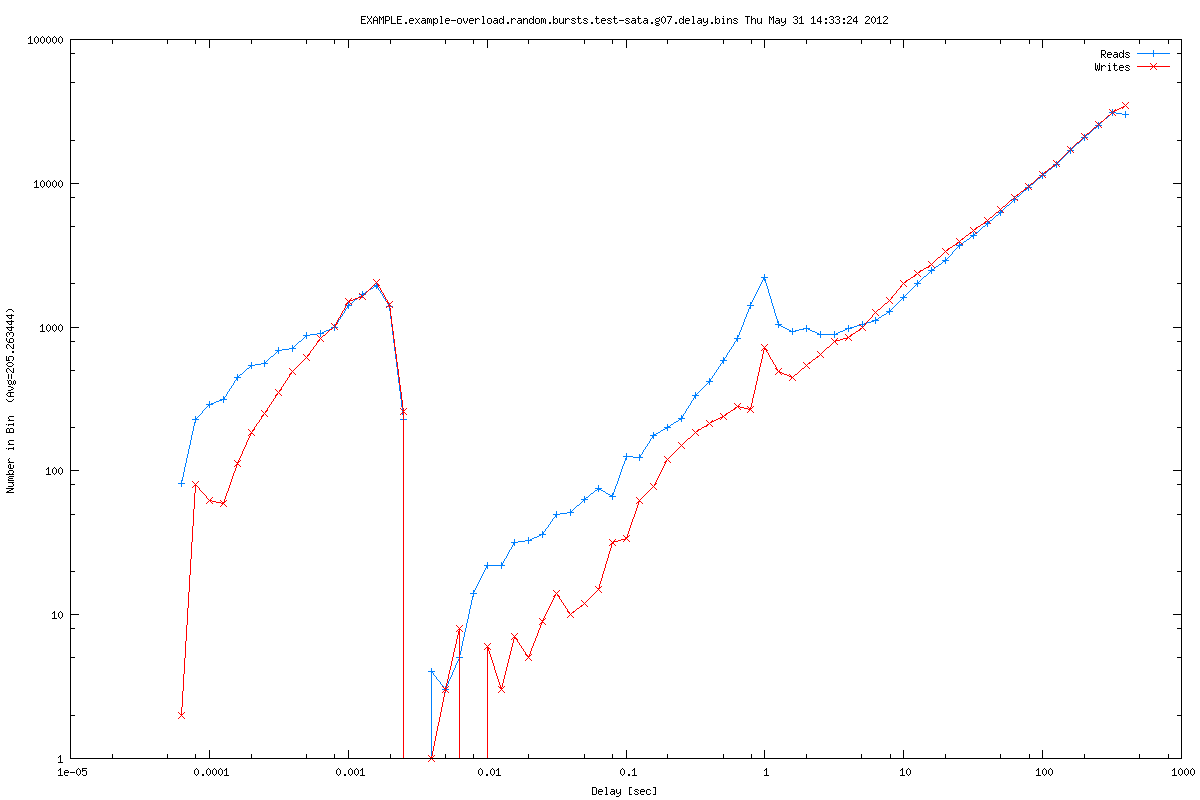 EXAMPLE.example-overload.random.bursts.test-sata.g07.delay.bins Thu May 31 14:33:24 2012
Reads
Writes
100000
10000
1000
100
10
1
Number in Bin (Avg=205.263444)
1e-05 0.0001 0.001 0.01 0.1 1 10 100 1000
Delay [sec]